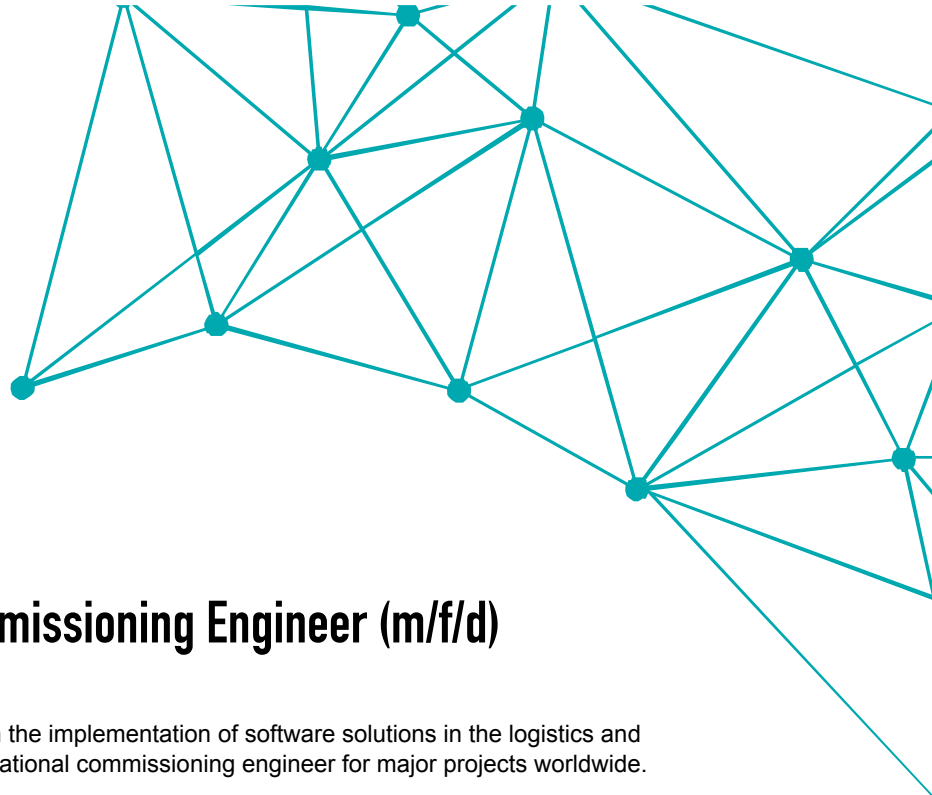 missioning Engineer (m/f/d)
the implementation of software solutions in the logistics and
ational commissioning engineer for major projects worldwide.